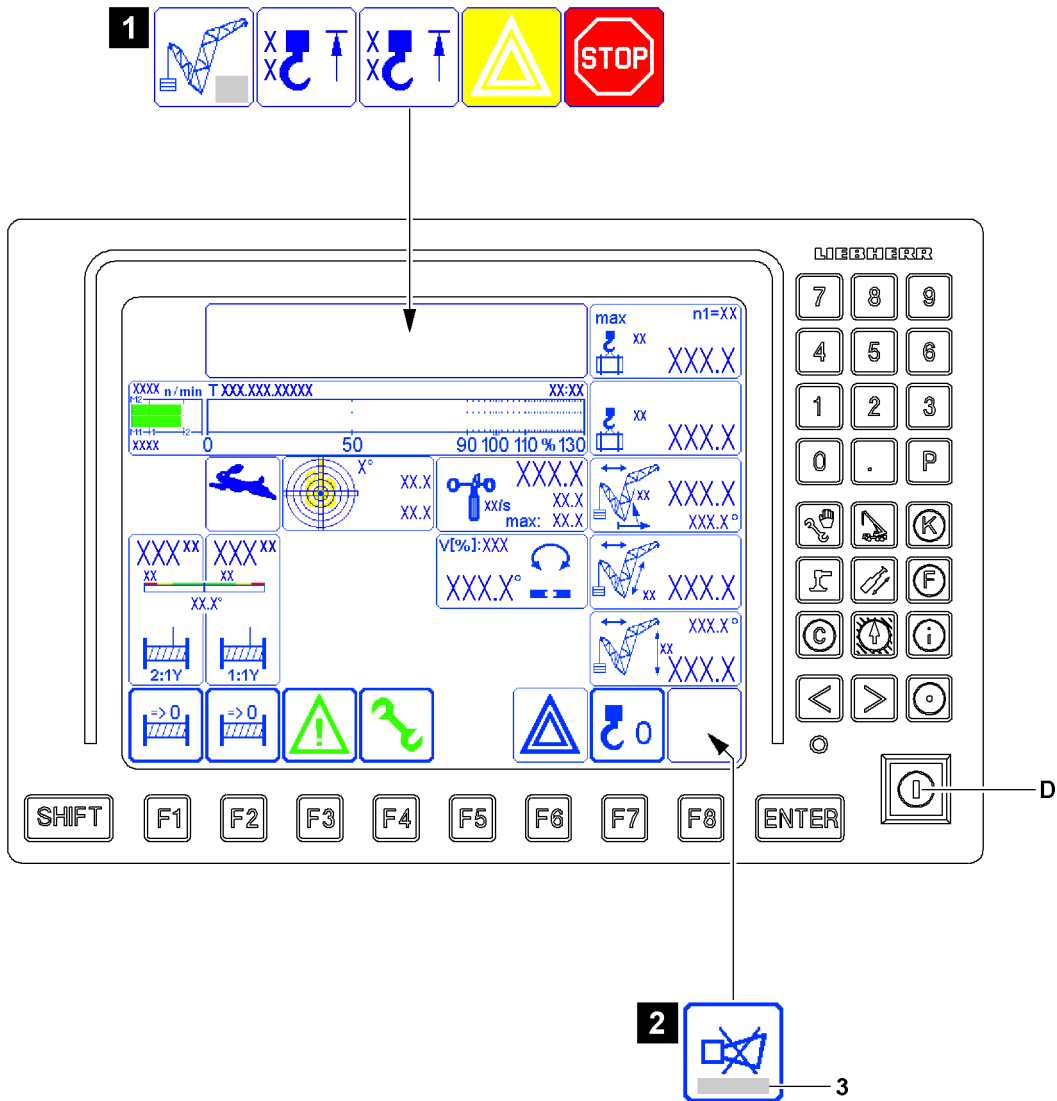 1
X
X
X
X
STOP
LIEBHERR
7 8 9
4 5 6
1 2 3
0 . P
K
F
C i
< >
max n1=XX
xx
XXX.X
XXXX n/min T XXX.XXX.XXXXX XX:XX
M2
M1 1 2
XXXX 0 50 90 100 110 % 130
xx
XXX.X
X°
XX.X
XX.X
XXX.X
xx/s XX.X
max: XX.X
xx
XXX.X
XXX.X°
XXX xx XXX xx
xx xx
XX.X°
2:1Y 1:1Y
V[%]:XXX
XXX.X°
xx XXX.X
XXX.X°
xx
XXX.X
=> 0 => 0 ! 0
SHIFT F1 F2 F3 F4 F5 F6 F7 F8 ENTER
D
2
3